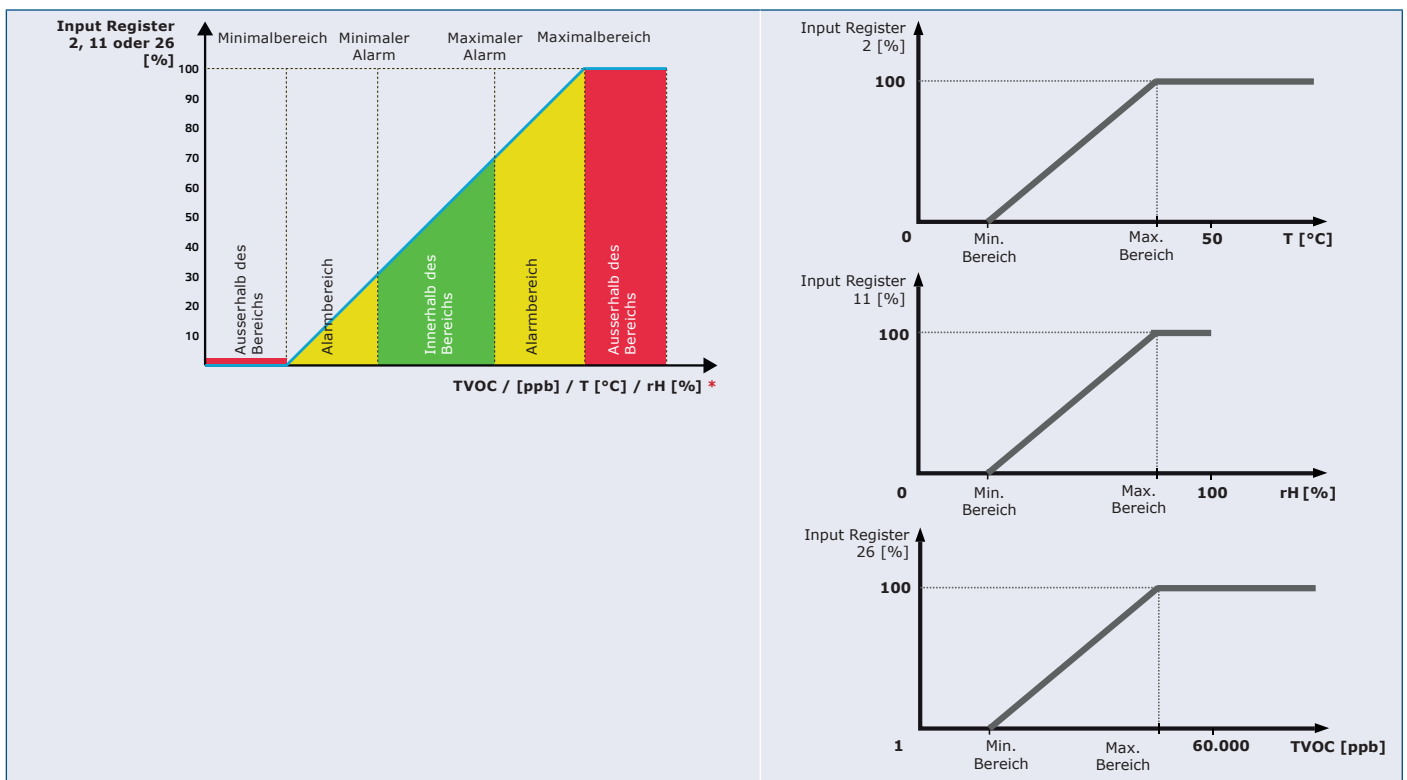 Input Register
2, 11 oder 26
[%]
Minimalbereich
Minimaler
Alarm
Maximaler
Alarm
Maximalbereich
100
90
80
70
60
50
40
30
20
10
Ausserhalb des
Bereichs
Alarmbereich
Innerhalb des
Bereichs
Alarmbereich
Ausserhalb des
Bereichs
TVOC / [ppb] / T [°C] / rH [%] *
Input Register
2 [%]
100
0
Min.
Bereich
Max.
Bereich
50
T [°C]
Input Register
11 [%]
100
0
Min.
Bereich
Max.
Bereich
100
rH [%]
Input Register
26 [%]
100
1
Min.
Bereich
Max.
Bereich
60.000
TVOC [ppb]